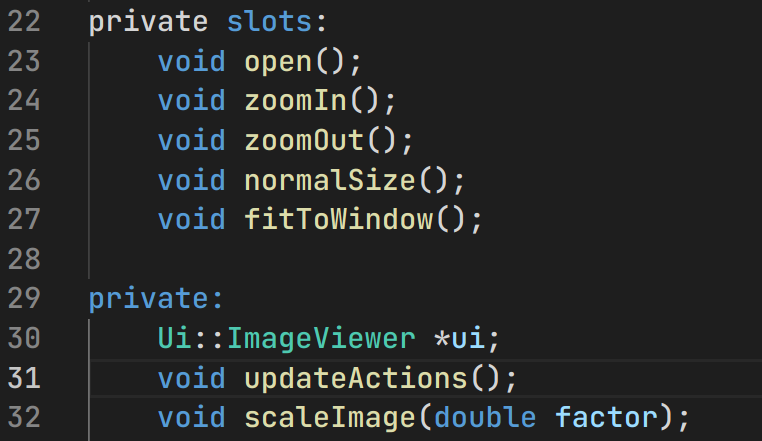 22 private slots:
23     void open();
24     void zoomIn();
25     void zoomOut();
26     void normalSize();
27     void fitToWindow();
28
29 private:
30     Ui::ImageViewer *ui;
31     void updateActions();
32     void scaleImage(double factor);